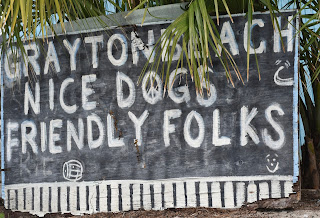 GRAYTON BEACH
NICE DOGS
FRIENDLY FOLKS